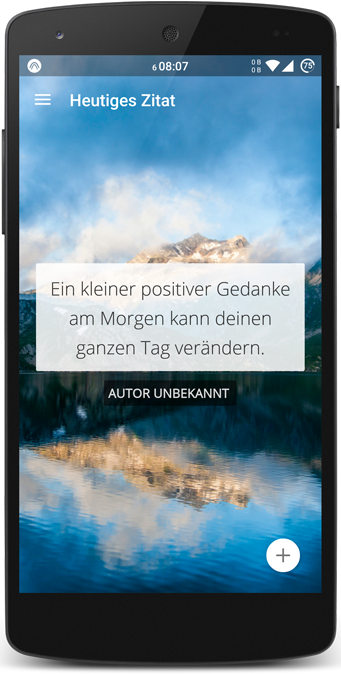 6 08:07
0 B
0 B
75
Heutiges Zitat
Ein kleiner positiver Gedanke
am Morgen kann deinen
ganzen Tag verändern.
AUTOR UNBEKANNT